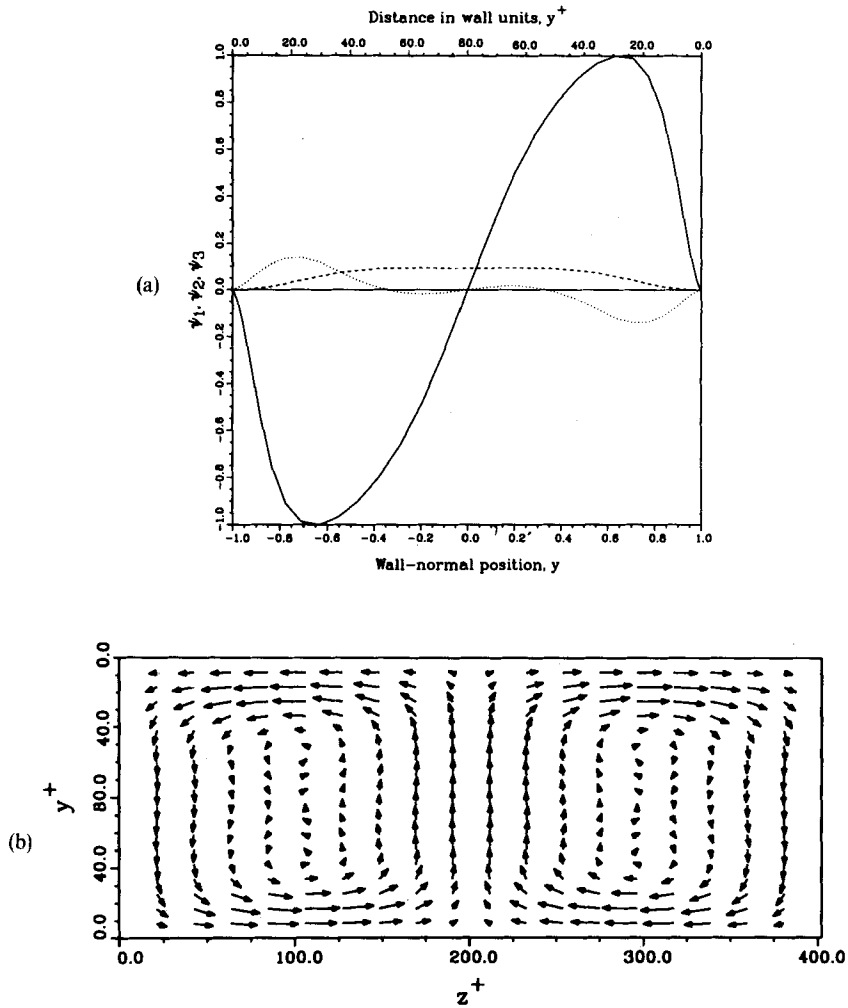 Distance in wall units, y+
0.0 20.0 40.0 60.0 80.0 60.0 40.0 20.0 0.0
1.0
0.8
0.6
0.4
0.2
0.0
-0.2
-0.4
-0.6
-0.8
-1.0
ψ1, ψ2, ψ3
(a)
-1.0 -0.8 -0.6 -0.4 -0.2 0.0 0.2 0.4 0.6 0.8 1.0
Wall-normal position, y
0.0
40.0
80.0
40.0
0.0
y+
(b)
0.0 100.0 200.0 300.0 400.0
z+